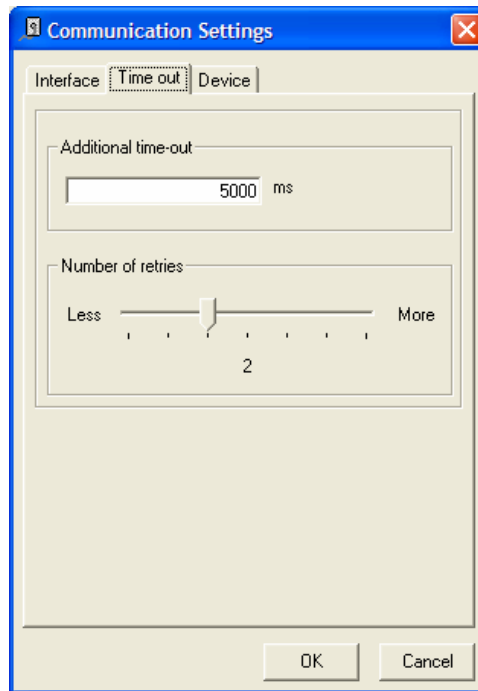 Communication Settings
Interface Time out Device
Additional time-out
5000 ms
Number of retries
Less More
2
OK Cancel